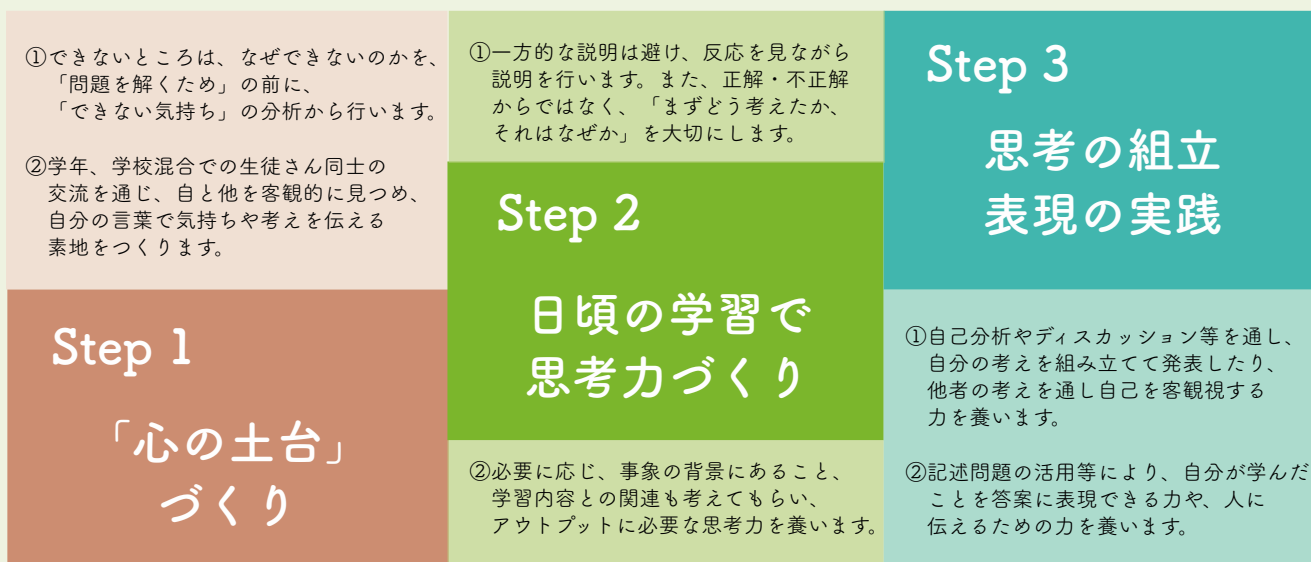 ①できないところは、なぜできないのかを、
「問題を解くため」の前に、
「できない気持ち」の分析から行います。
②学年、学校混合での生徒さん同士の
交流を通じ、自と他を客観的に見つめ、
自分の言葉で気持ちや考えを伝える
素地をつくります。
Step 1
「心の土台」
づくり
①一方的な説明は避け、反応を見ながら
説明を行います。また、正解・不正解
からではなく、「まずどう考えたか、
それはなぜか」を大切にします。
Step 2
日頃の学習で
思考力づくり
②必要に応じ、事象の背景にあること、
学習内容との関連も考えてもらい、
アウトプットに必要な思考力を養います。
Step 3
思考の組立
表現の実践
①自己分析やディスカッション等を通し、
自分の考えを組み立てて発表したり、
他者の考えを通し自己を客観視する
力を養います。
②記述問題の活用等により、自分が学んだ
ことを答案に表現できる力や、人に
伝えるための力を養います。